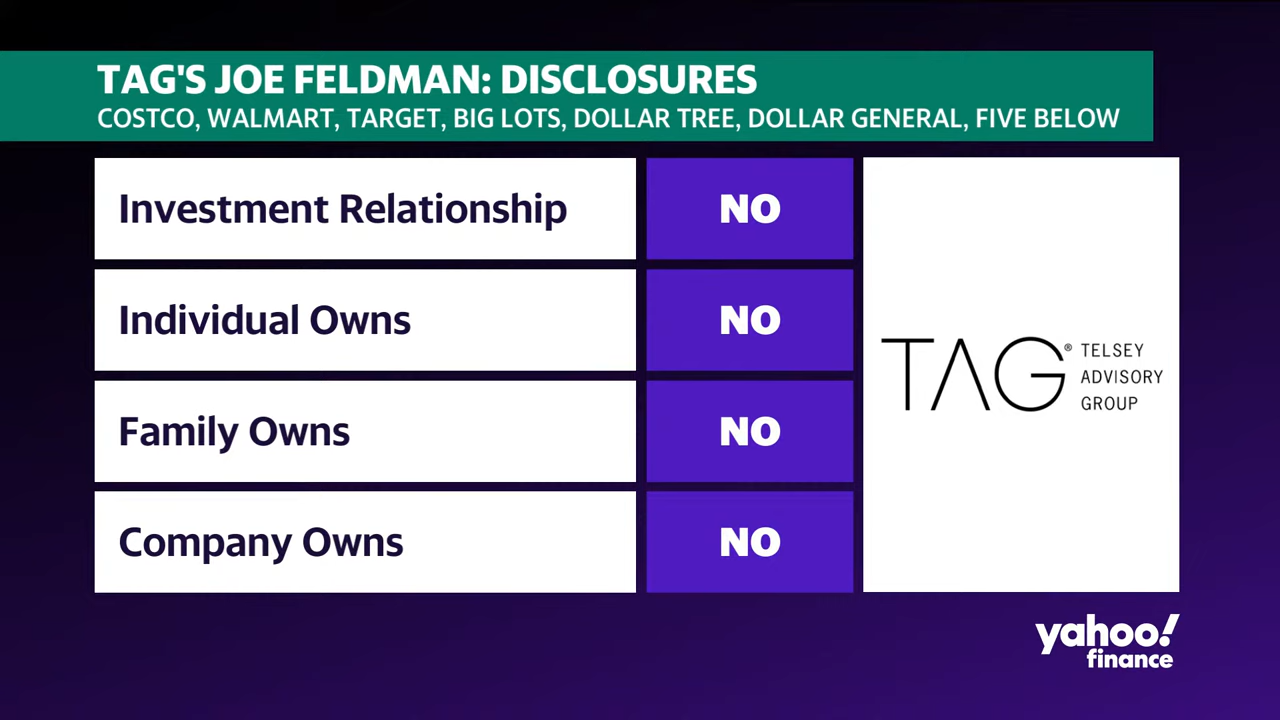 TAG'S JOE FELDMAN: DISCLOSURES
COSTCO, WALMART, TARGET, BIG LOTS, DOLLAR TREE, DOLLAR GENERAL, FIVE BELOW
Investment Relationship NO
Individual Owns NO
Family Owns NO
Company Owns NO
TAG® TELSEY
ADVISORY
GROUP
yahoo!
finance